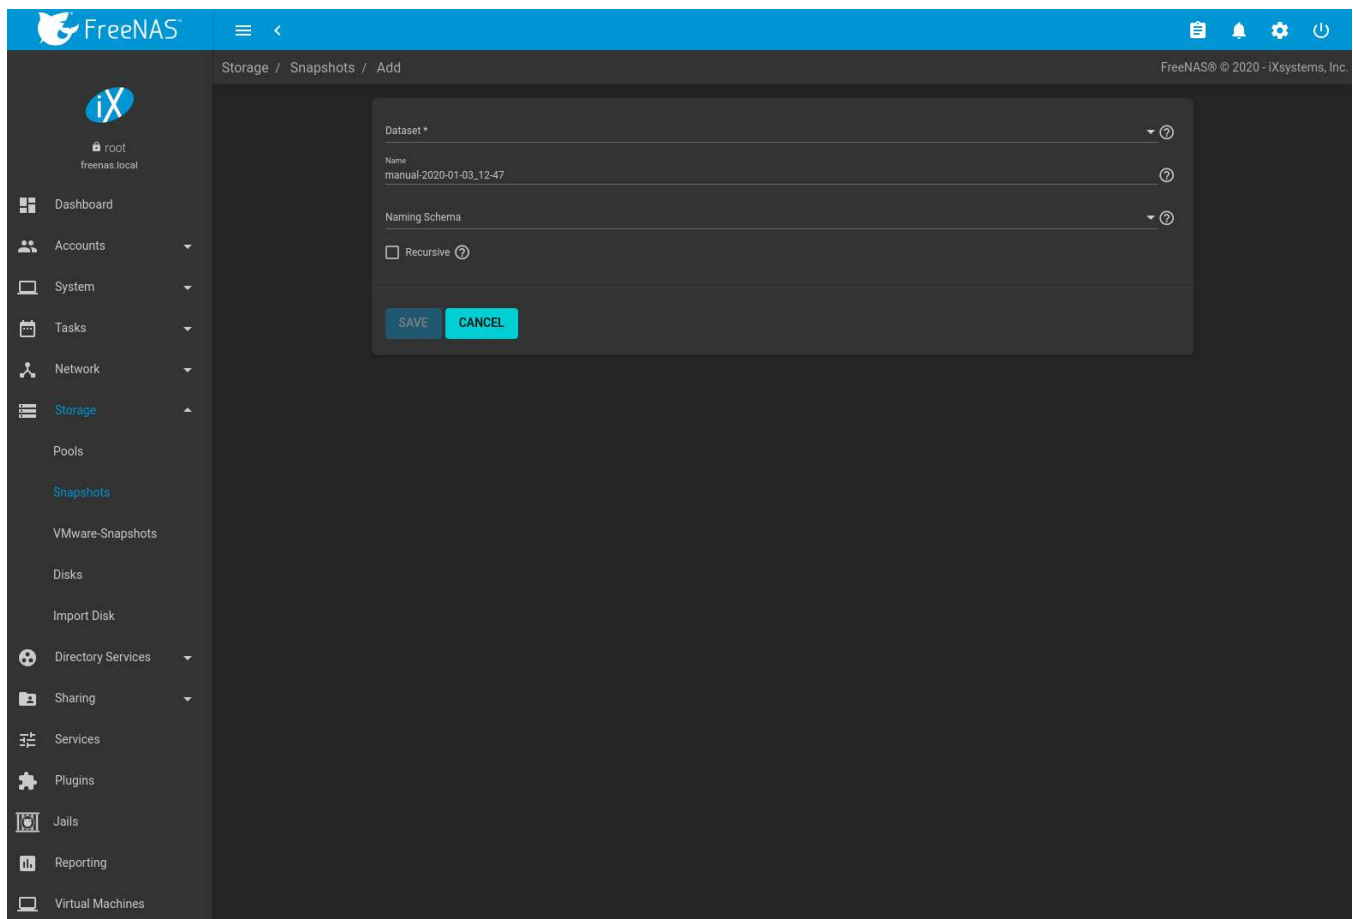 FreeNAS™
Storage / Snapshots / Add
FreeNAS® © 2020 - iXsystems, Inc.
iX
root
freenas.local
Dashboard
Accounts
System
Tasks
Network
Storage
Pools
Snapshots
VMware-Snapshots
Disks
Import Disk
Directory Services
Sharing
Services
Plugins
Jails
Reporting
Virtual Machines
Dataset *
Name
manual-2020-01-03_12-47
Naming Schema
Recursive
SAVE CANCEL